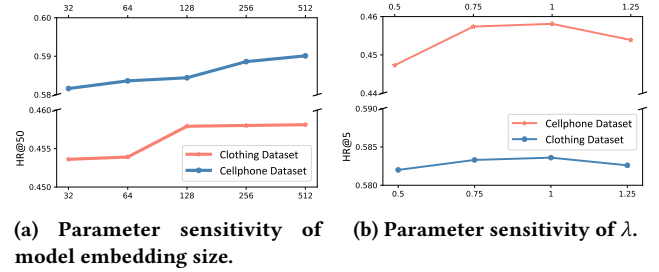 32 64 128 256 512
0.60
0.59
0.58
0.460
0.455
0.450
HR@50
Clothing Dataset
Cellphone Dataset
32 64 128 256 512
0.5 0.75 1 1.25
0.46
0.45
0.44
0.590
0.585
0.580
HR@5
Cellphone Dataset
Clothing Dataset
0.5 0.75 1 1.25
(a) Parameter sensitivity of
model embedding size.
(b) Parameter sensitivity of λ.